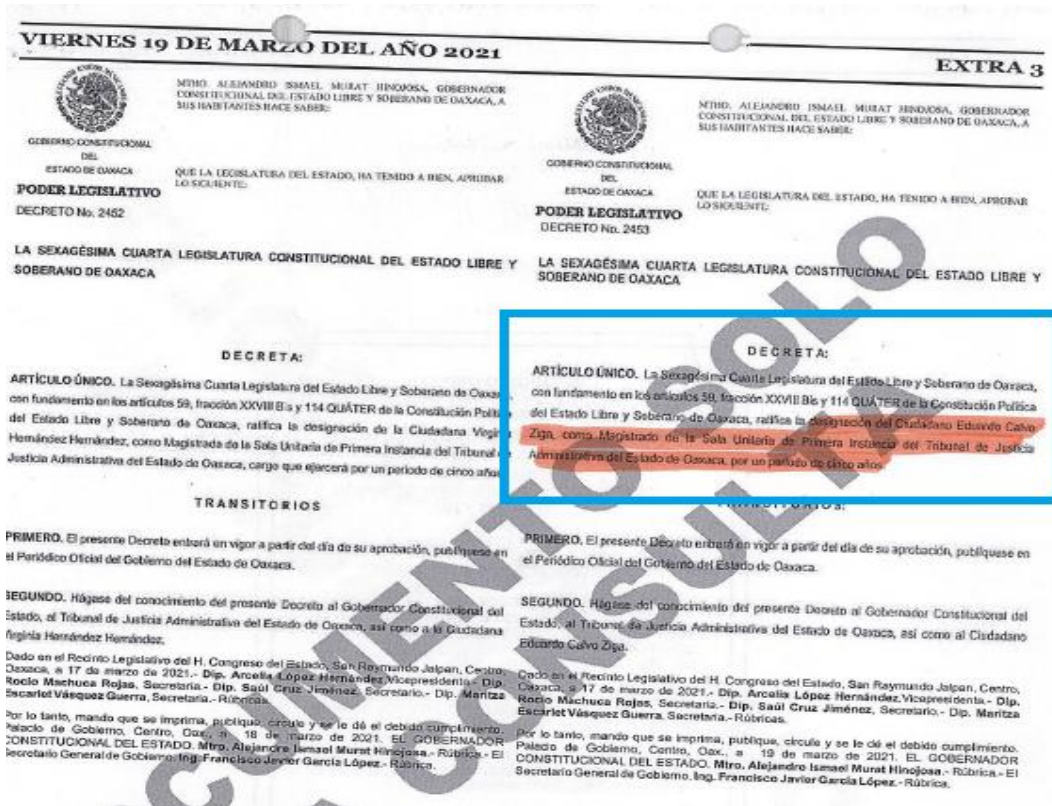 VIERNES 19 DE MARZO DEL AÑO 2021
EXTRA 3
GOBIERNO CONSTITUCIONAL
DEL
ESTADO DE OAXACA
PODER LEGISLATIVO
DECRETO No. 2452
MTRO. ALEJANDRO ISMAEL MURAT HINOJOSA, GOBERNADOR
CONSTITUCIONAL DEL ESTADO LIBRE Y SOBERANO DE OAXACA, A
SUS HABITANTES HACE SABER:
QUE LA LEGISLATURA DEL ESTADO, HA TENIDO A BIEN, APROBAR
LO SIGUIENTE:
LA SEXAGÉSIMA CUARTA LEGISLATURA CONSTITUCIONAL DEL ESTADO LIBRE Y
SOBERANO DE OAXACA
DECRETA:
ARTÍCULO ÚNICO. La Sexagésima Cuarta Legislatura del Estado Libre y Soberano de Oaxaca,
con fundamento en los artículos 59, fracción XXVIII Bis y 114 QUÁTER de la Constitución Política
del Estado Libre y Soberano de Oaxaca, ratifica la designación de la Ciudadana Virginia
Hernández Hernández, como Magistrada de la Sala Unitaria de Primera Instancia del Tribunal de
Justicia Administrativa del Estado de Oaxaca, cargo que ejercerá por un periodo de cinco años.
TRANSITORIOS
PRIMERO. El presente Decreto entrará en vigor a partir del día de su aprobación, publíquese en
el Periódico Oficial del Gobierno del Estado de Oaxaca.
SEGUNDO. Hágase del conocimiento del presente Decreto al Gobernador Constitucional del
Estado, al Tribunal de Justicia Administrativa del Estado de Oaxaca, así como a la Ciudadana
Virginia Hernández Hernández.
Dado en el Recinto Legislativo del H. Congreso del Estado, San Raymundo Jalpan, Centro,
Oaxaca, a 17 de marzo de 2021.- Dip. Arcelia López Hernández, Vicepresidenta.- Dip.
Rocío Machuca Rojas, Secretaria.- Dip. Saúl Cruz Jiménez, Secretario.- Dip. Maritza
Escarlet Vásquez Guerra, Secretaria.- Rúbricas.
Por lo tanto, mando que se imprima, publique, circule y se le dé el debido cumplimiento.
Palacio de Gobierno, Centro, Oax., a 18 de marzo de 2021. EL GOBERNADOR
CONSTITUCIONAL DEL ESTADO. Mtro. Alejandro Ismael Murat Hinojosa.- Rúbrica.- El
Secretario General de Gobierno. Ing. Francisco Javier García López.- Rúbrica.
GOBIERNO CONSTITUCIONAL
DEL
ESTADO DE OAXACA
PODER LEGISLATIVO
DECRETO No. 2453
MTRO. ALEJANDRO ISMAEL MURAT HINOJOSA, GOBERNADOR
CONSTITUCIONAL DEL ESTADO LIBRE Y SOBERANO DE OAXACA, A
SUS HABITANTES HACE SABER:
QUE LA LEGISLATURA DEL ESTADO, HA TENIDO A BIEN, APROBAR
LO SIGUIENTE:
LA SEXAGÉSIMA CUARTA LEGISLATURA CONSTITUCIONAL DEL ESTADO LIBRE Y
SOBERANO DE OAXACA
DECRETA:
ARTÍCULO ÚNICO. La Sexagésima Cuarta Legislatura del Estado Libre y Soberano de Oaxaca,
con fundamento en los artículos 59, fracción XXVIII Bis y 114 QUÁTER de la Constitución Política
del Estado Libre y Soberano de Oaxaca, ratifica la designación del Ciudadano Eduardo Calvo
Ziga, como Magistrado de la Sala Unitaria de Primera Instancia del Tribunal de Justicia
Administrativa del Estado de Oaxaca, por un periodo de cinco años.
TRANSITORIOS:
PRIMERO. El presente Decreto entrará en vigor a partir del día de su aprobación, publíquese en
el Periódico Oficial del Gobierno del Estado de Oaxaca.
SEGUNDO. Hágase del conocimiento del presente Decreto al Gobernador Constitucional del
Estado, al Tribunal de Justicia Administrativa del Estado de Oaxaca, así como al Ciudadano
Eduardo Calvo Ziga.
Dado en el Recinto Legislativo del H. Congreso del Estado, San Raymundo Jalpan, Centro,
Oaxaca, a 17 de marzo de 2021.- Dip. Arcelia López Hernández, Vicepresidenta.- Dip.
Rocío Machuca Rojas, Secretaria.- Dip. Saúl Cruz Jiménez, Secretario.- Dip. Maritza
Escarlet Vásquez Guerra, Secretaria.- Rúbricas.
Por lo tanto, mando que se imprima, publique, circule y se le dé el debido cumplimiento.
Palacio de Gobierno, Centro, Oax., a 19 de marzo de 2021. EL GOBERNADOR
CONSTITUCIONAL DEL ESTADO. Mtro. Alejandro Ismael Murat Hinojosa.- Rúbrica.- El
Secretario General de Gobierno. Ing. Francisco Javier García López.- Rúbrica.
CUMENTO SOLO
A CONSULTA